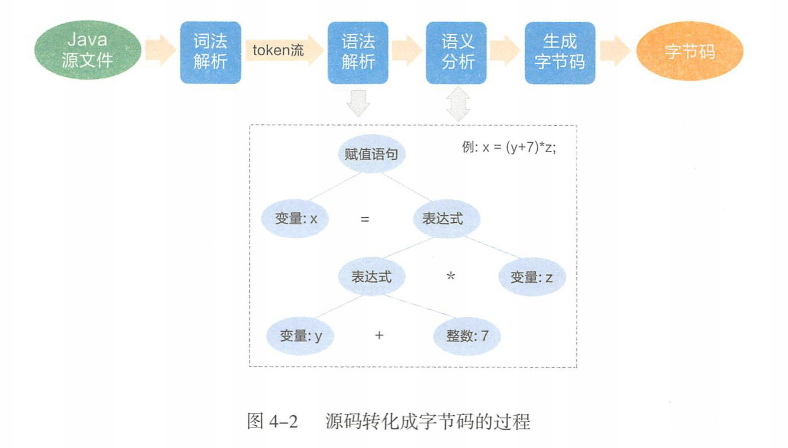 Java
源文件
词法
解析
token流
语法
解析
语义
分析
生成
字节码
字节码
赋值语句
例: x = (y+7)*z;
变量: x
=
表达式
表达式
*
变量: z
变量: y
+
整数: 7
图 4-2 源码转化成字节码的过程